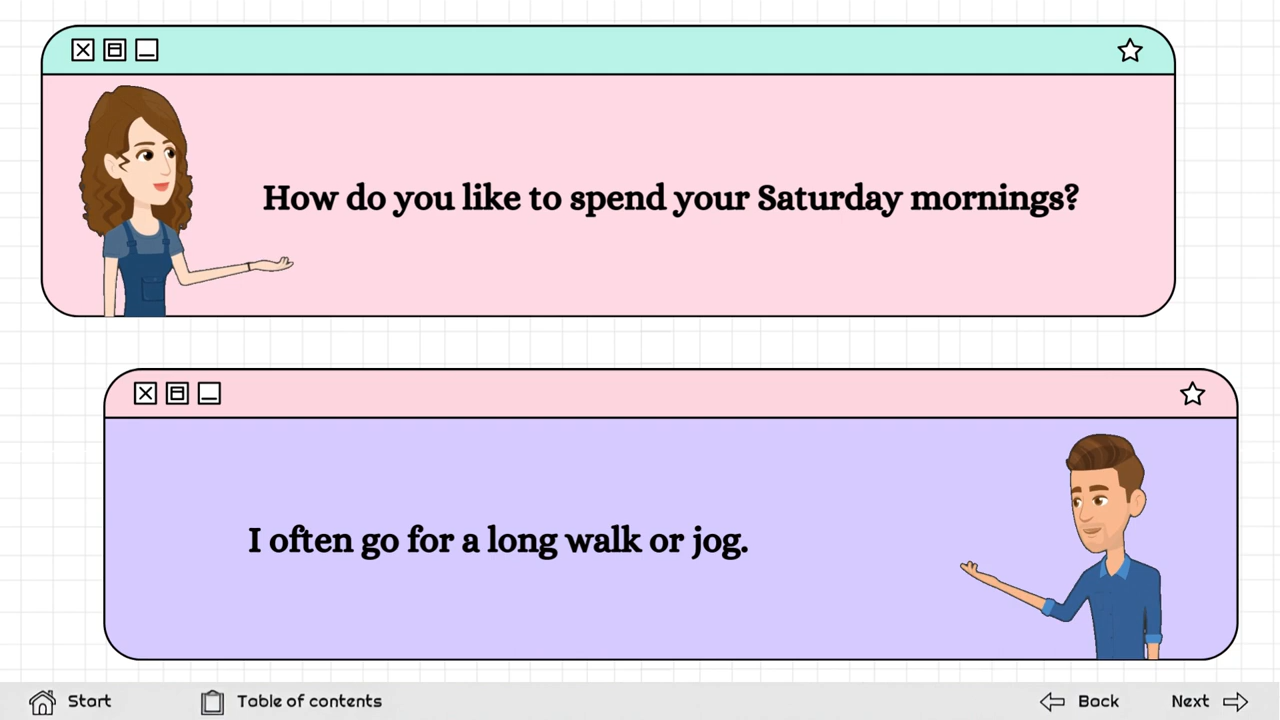 How do you like to spend your Saturday mornings?
I often go for a long walk or jog.
Start
Table of contents
Back
Next